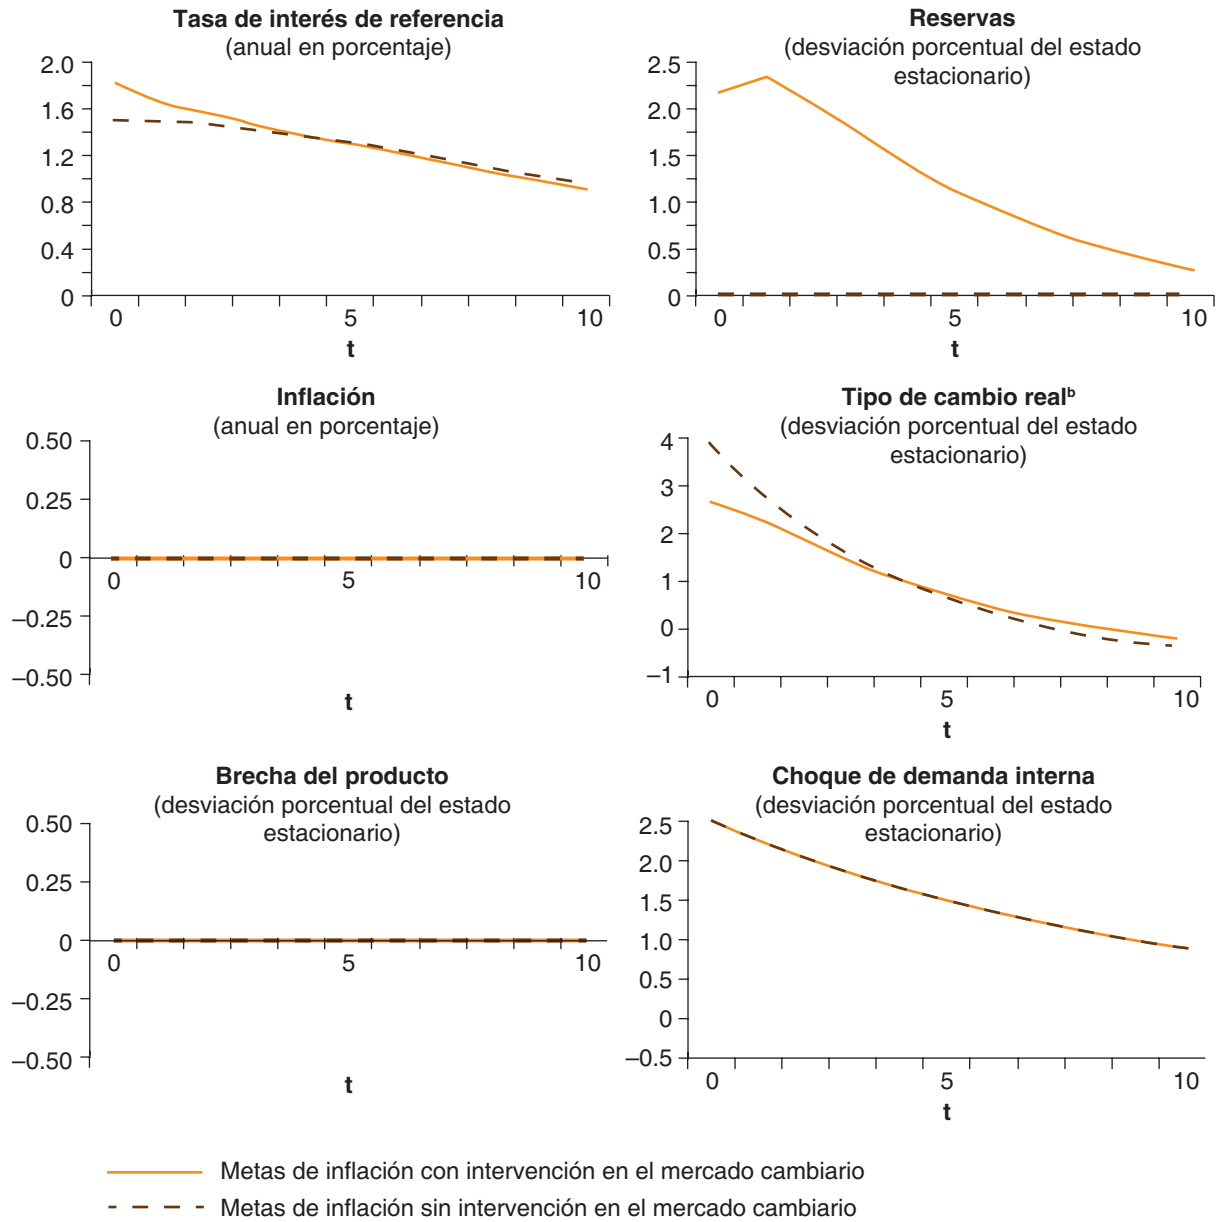 Tasa de interés de referencia
(anual en porcentaje)
2.0
1.6
1.2
0.8
0.4
0
0 5 10
t
Reservas
(desviación porcentual del estado
estacionario)
2.5
2.0
1.5
1.0
0.5
0
0 5 10
t
Inflación
(anual en porcentaje)
0.50
0.25
0
−0.25
−0.50
0 5 10
t
Tipo de cambio realᵇ
(desviación porcentual del estado
estacionario)
4
3
2
1
0
−1
0 5 10
t
Brecha del producto
(desviación porcentual del estado
estacionario)
0.50
0.25
0
−0.25
−0.50
0 5 10
t
Choque de demanda interna
(desviación porcentual del estado
estacionario)
2.5
2.0
1.5
1.0
0.5
0
−0.5
0 5 10
t
Metas de inflación con intervención en el mercado cambiario
Metas de inflación sin intervención en el mercado cambiario